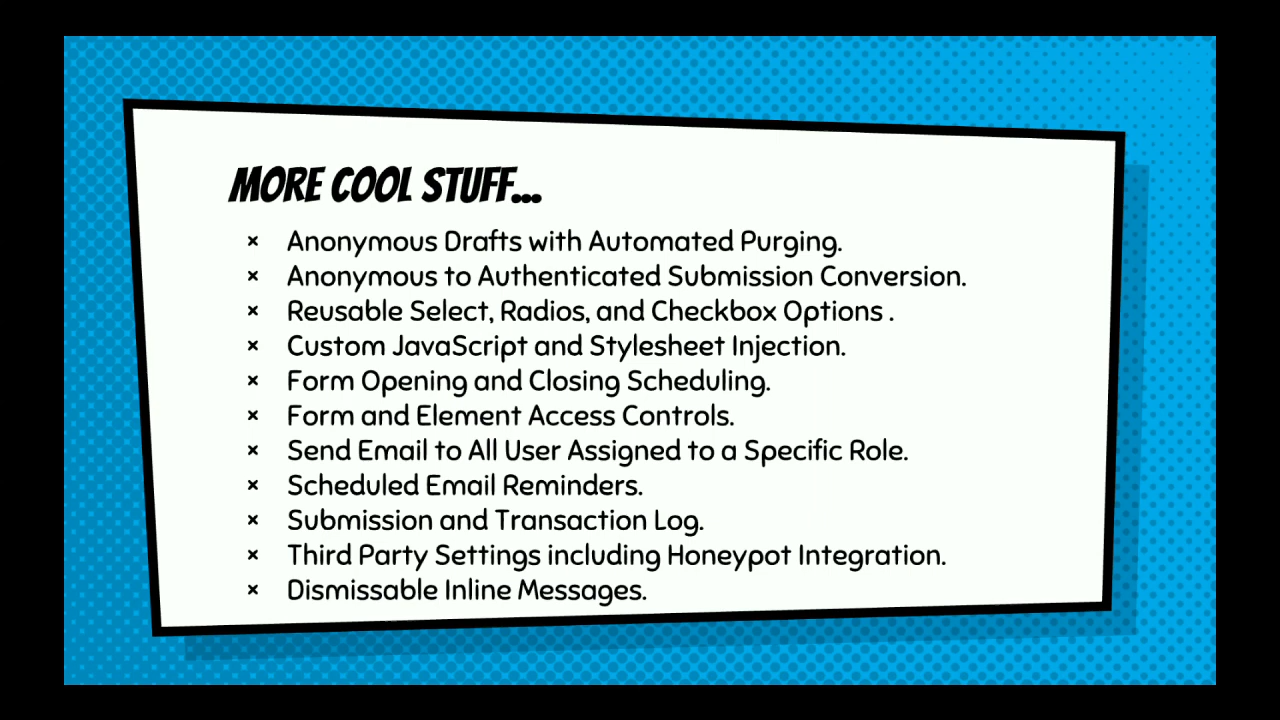 MORE COOL STUFF...
× Anonymous Drafts with Automated Purging.
× Anonymous to Authenticated Submission Conversion.
× Reusable Select, Radios, and Checkbox Options .
× Custom JavaScript and Stylesheet Injection.
× Form Opening and Closing Scheduling.
× Form and Element Access Controls.
× Send Email to All User Assigned to a Specific Role.
× Scheduled Email Reminders.
× Submission and Transaction Log.
× Third Party Settings including Honeypot Integration.
× Dismissable Inline Messages.